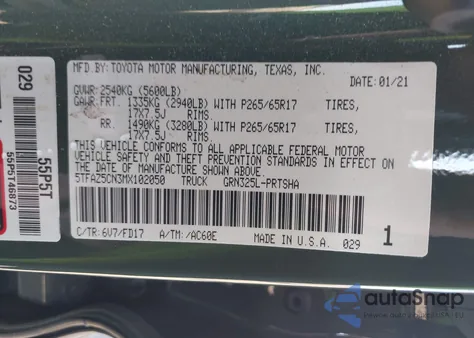 MFD.BY: TOYOTA MOTOR MANUFACTURING, TEXAS, INC.
GVWR: 2540KG (5600LB) DATE: 01/21
GAWR: FRT. 1335KG (2940LB) WITH P265/65R17 TIRES,
17X7.5J RIMS.
RR. 1490KG (3280LB) WITH P265/65R17 TIRES,
17X7.5J RIMS.
THIS VEHICLE CONFORMS TO ALL APPLICABLE FEDERAL MOTOR
VEHICLE SAFETY AND THEFT PREVENTION STANDARDS IN EFFECT ON THE
DATE OF MANUFACTURE SHOWN ABOVE.
5TFAZ5CN3MX102050 TRUCK GRN325L-PRTSHA
C/TR: 6V7/FD17 A/TM: /AC60E MADE IN U.S.A. 029
1
029
55P5T
55P5T46873
autoSnap